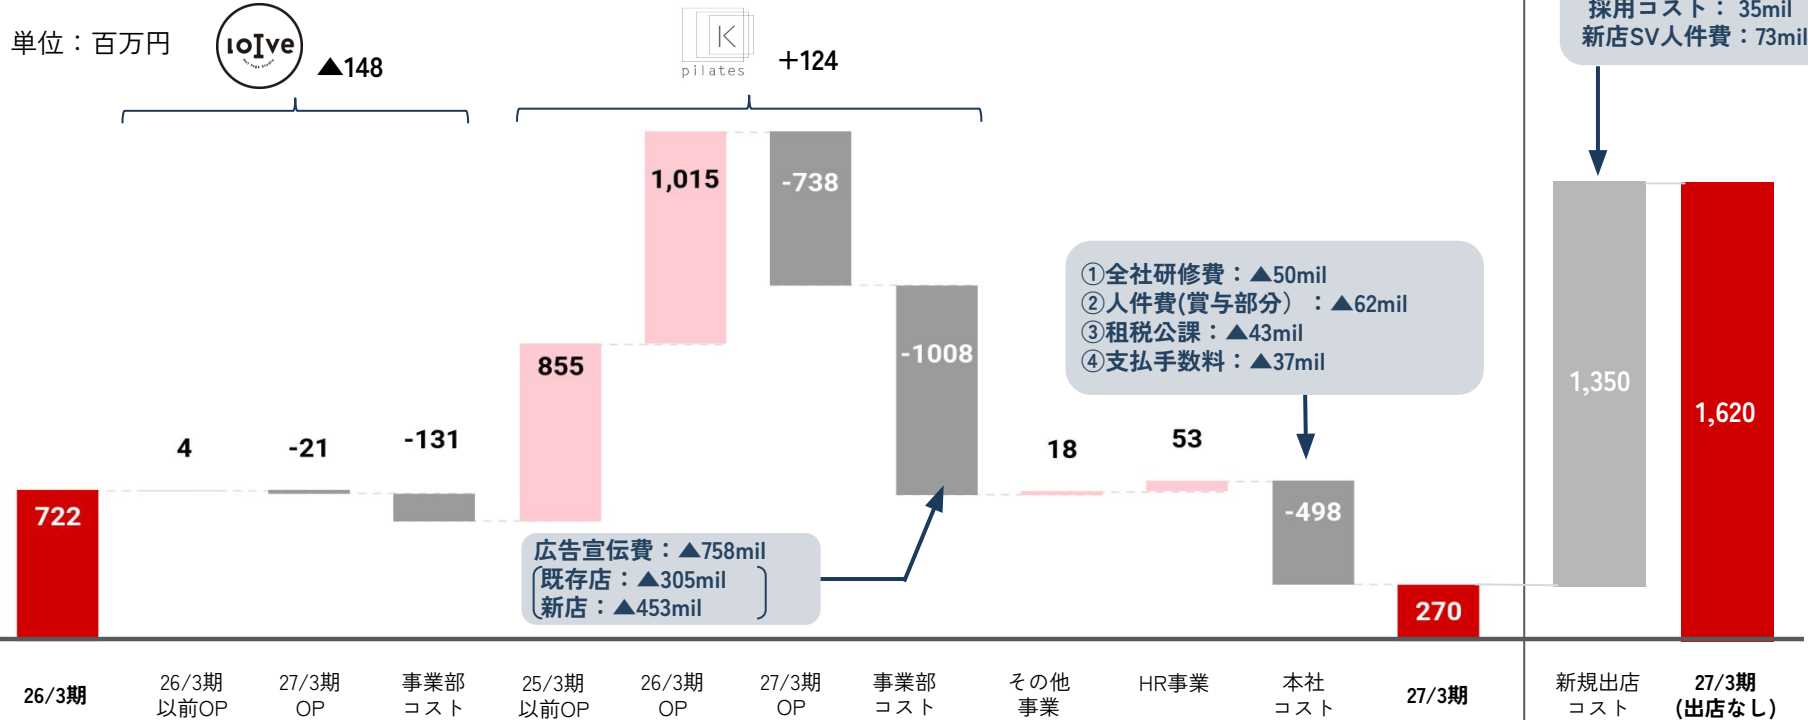 採用コスト： 35mil
新店SV人件費：73mil
単位：百万円
loIve
▲148
K
pilates
+124
1,015
-738
①全社研修費：▲50mil
②人件費(賞与部分）：▲62mil
③租税公課：▲43mil
④支払手数料：▲37mil
855
-1008
1,350
1,620
4
-21
-131
18
53
722
-498
広告宣伝費：▲758mil
既存店：▲305mil
新店：▲453mil
270
26/3期
26/3期
以前OP
27/3期
OP
事業部
コスト
25/3期
以前OP
26/3期
OP
27/3期
OP
事業部
コスト
その他
事業
HR事業
本社
コスト
27/3期
新規出店
コスト
27/3期
(出店なし)